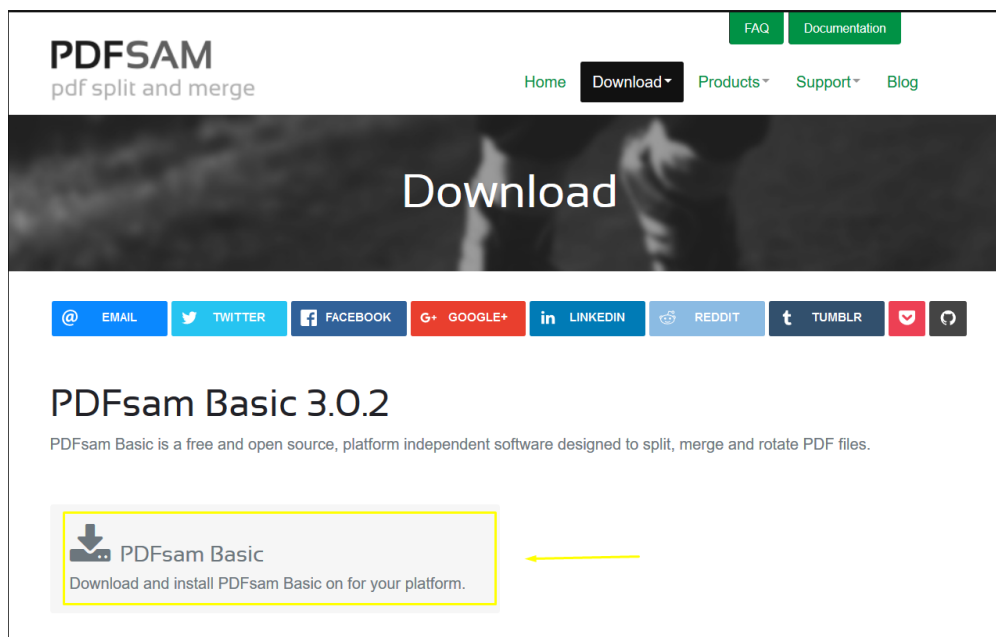 FAQ Documentation
PDFSAM
pdf split and merge
Home Download Products Support Blog
Download
@ EMAIL TWITTER FACEBOOK G+ GOOGLE+ in LINKEDIN REDDIT t TUMBLR
PDFsam Basic 3.0.2
PDFsam Basic is a free and open source, platform independent software designed to split, merge and rotate PDF files.
PDFsam Basic
Download and install PDFsam Basic on for your platform.